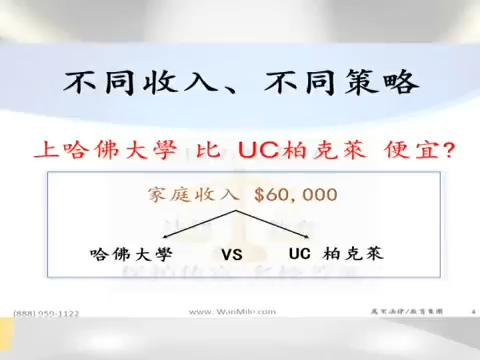 不同收入、不同策略
上哈佛大學 比 UC柏克萊 便宜?
家庭收入 $60,000
哈佛大學 VS UC 柏克萊
(888) 959-1122 www.WanMile.com 萬里法律/教育集團 4